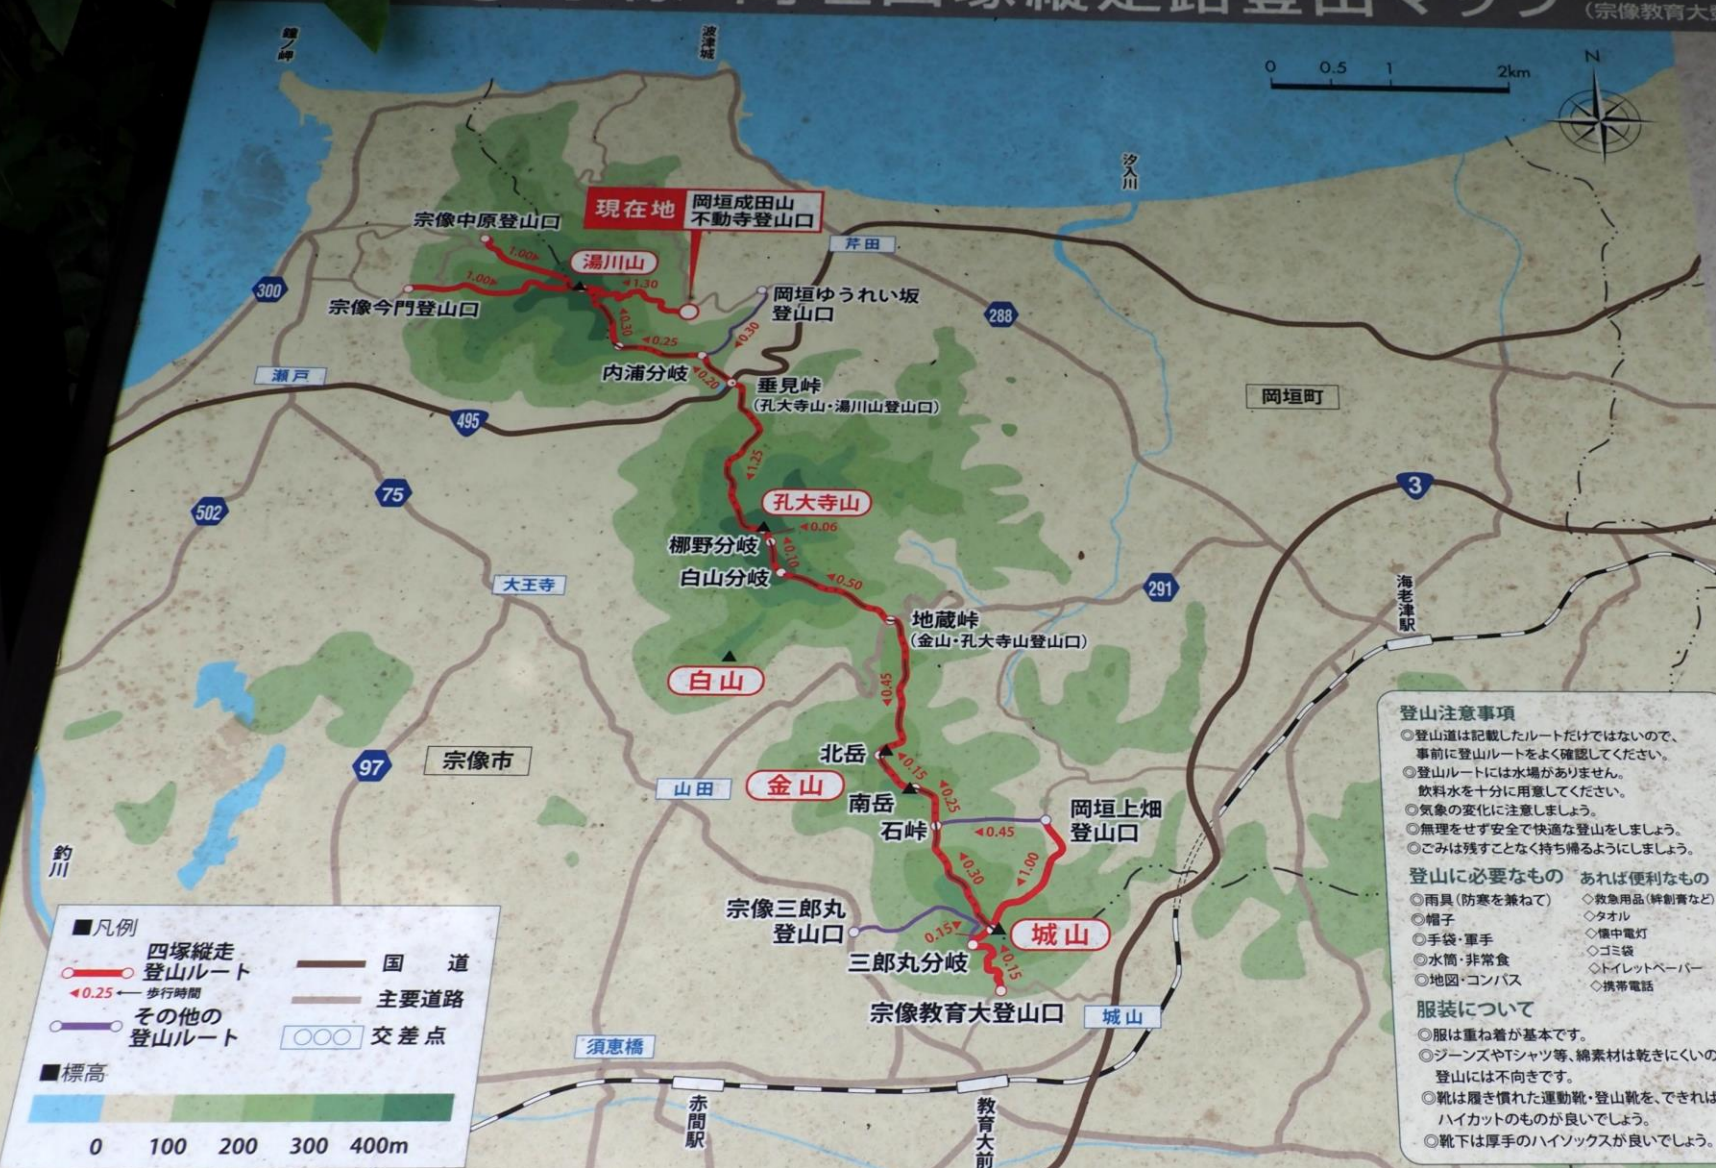 縦走路登山マップ
(宗像教育大登
鐘ノ岬
波津城
0 0.5 1 2km
N
汐入川
現在地
岡垣成田山
不動寺登山口
宗像中原登山口
芹田
1.00▶
湯川山
1.00▶
◀1.30
300
宗像今門登山口
岡垣ゆうれい坂
登山口
288
◀0.30
◀0.25
◀0.30
瀬戸
内浦分岐
◀0.20
垂見峠
(孔大寺山・湯川山登山口)
岡垣町
495
◀1.25
3
75
孔大寺山
502
◀0.06
梛野分岐
◀0.10
白山分岐
◀0.50
大王寺
291
海老津駅
地蔵峠
(金山・孔大寺山登山口)
白山
◀0.45
北岳
97
宗像市
◀0.15
山田
金山
南岳
◀0.25
石峠
◀0.45
岡垣上畑
登山口
釣川
◀0.30
◀1.00
宗像三郎丸
登山口
0.15▶
城山
三郎丸分岐
◀0.15
宗像教育大登山口
城山
須恵橋
赤間駅
教育大前
■凡例
四塚縦走
登山ルート
◀0.25 ← 歩行時間
その他の
登山ルート
国道
主要道路
○○○ 交差点
■標高
0 100 200 300 400m
登山注意事項
◎登山道は記載したルートだけではないので、
事前に登山ルートをよく確認してください。
◎登山ルートには水場がありません。
飲料水を十分に用意してください。
◎気象の変化に注意しましょう。
◎無理をせず安全で快適な登山をしましょう。
◎ごみは残すことなく持ち帰るようにしましょう。
登山に必要なもの
◎雨具(防寒を兼ねて)
◎帽子
◎手袋・軍手
◎水筒・非常食
◎地図・コンパス
あれば便利なもの
◇救急用品(絆創膏など)
◇タオル
◇懐中電灯
◇ゴミ袋
◇トイレットペーパー
◇携帯電話
服装について
◎服は重ね着が基本です。
◎ジーンズやTシャツ等、綿素材は乾きにくいの
登山には不向きです。
◎靴は履き慣れた運動靴・登山靴を、できれば
ハイカットのものが良いでしょう。
◎靴下は厚手のハイソックスが良いでしょう。